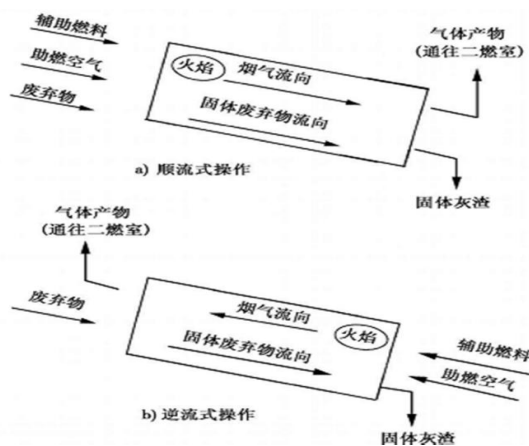 辅助燃料
助燃空气
废弃物
火焰
烟气流向
固体废弃物流向
气体产物
(通往二燃室)
固体灰渣
a) 顺流式操作
气体产物
(通往二燃室)
废弃物
烟气流向
火焰
固体废弃物流向
辅助燃料
助燃空气
固体灰渣
b) 逆流式操作